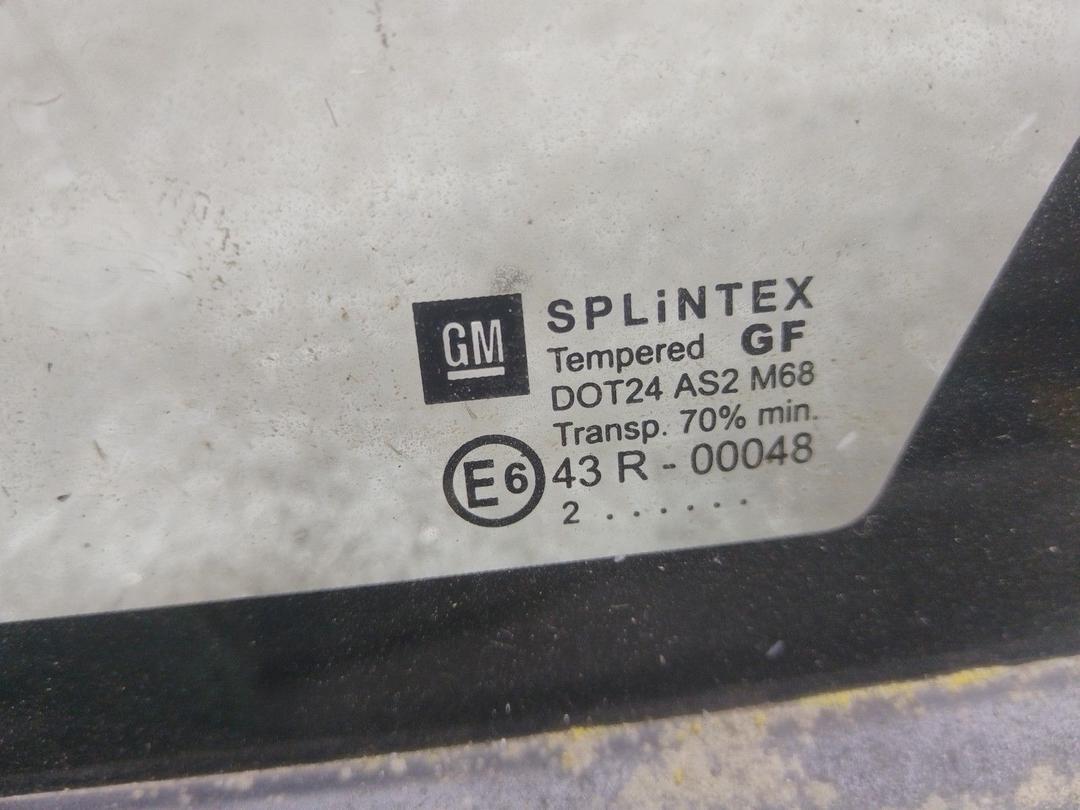 GM
SPLiNTEX
Tempered GF
DOT24 AS2 M68
Transp. 70% min.
E6 43 R - 00048
2 . . . . . .